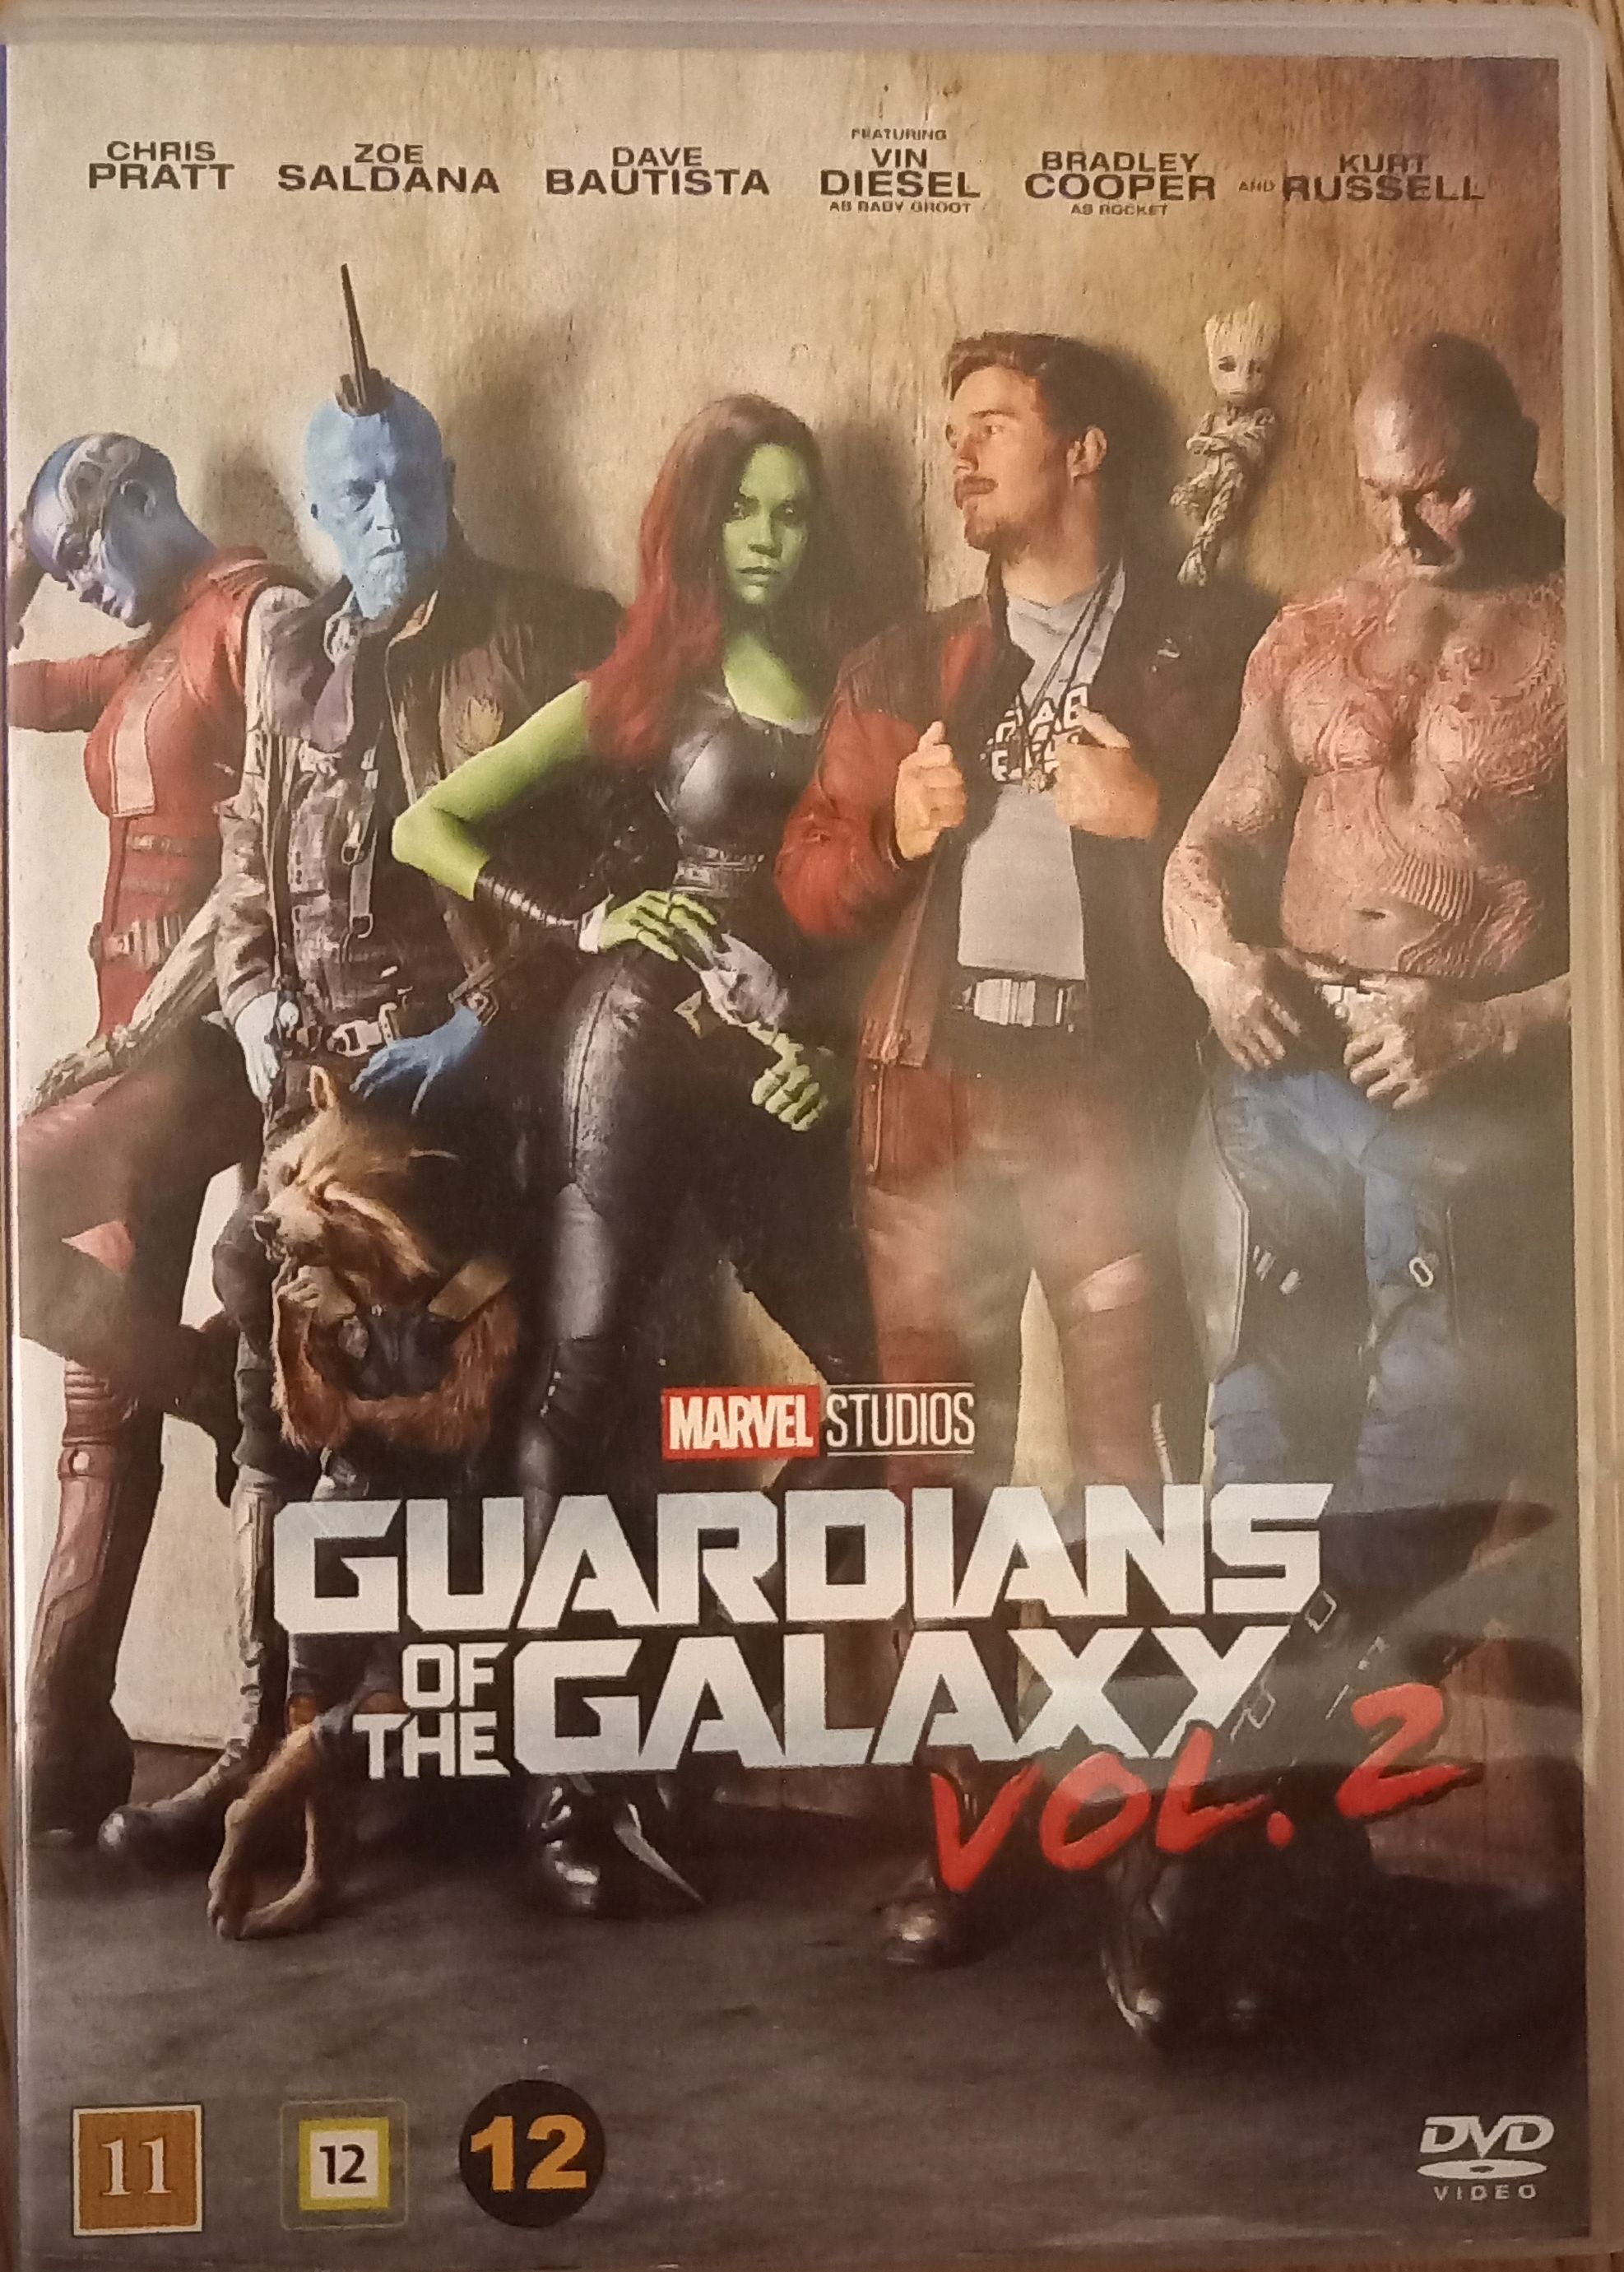 CHRIS
PRATT
ZOE
SALDANA
DAVE
BAUTISTA
FEATURING
VIN
DIESEL
AS BABY GROOT
BRADLEY
COOPER
AS ROCKET
AND
KURT
RUSSELL
MARVEL STUDIOS
GUARDIANS
OF
THE
GALAXY
VOL. 2
11
12
12
DVD
VIDEO